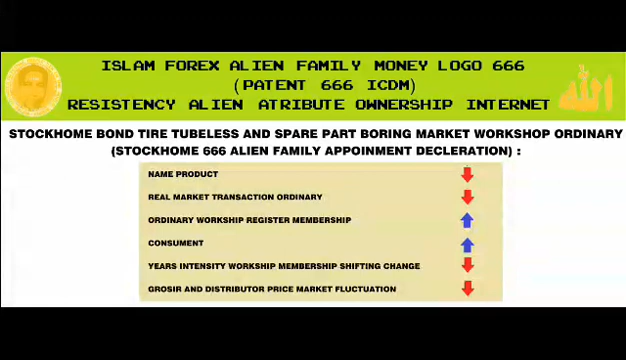 ISLAM FOREX ALIEN FAMILY MONEY LOGO 666
(PATENT 666 ICDM)
RESISTENCY ALIEN ATRIBUTE OWNERSHIP INTERNET
الله
STOCKHOME BOND TIRE TUBELESS AND SPARE PART BORING MARKET WORKSHOP ORDINARY
(STOCKHOME 666 ALIEN FAMILY APPOINMENT DECLERATION) :
NAME PRODUCT
REAL MARKET TRANSACTION ORDINARY
ORDINARY WORKSHIP REGISTER MEMBERSHIP
CONSUMENT
YEARS INTENSITY WORKSHIP MEMBERSHIP SHIFTING CHANGE
GROSIR AND DISTRIBUTOR PRICE MARKET FLUCTUATION